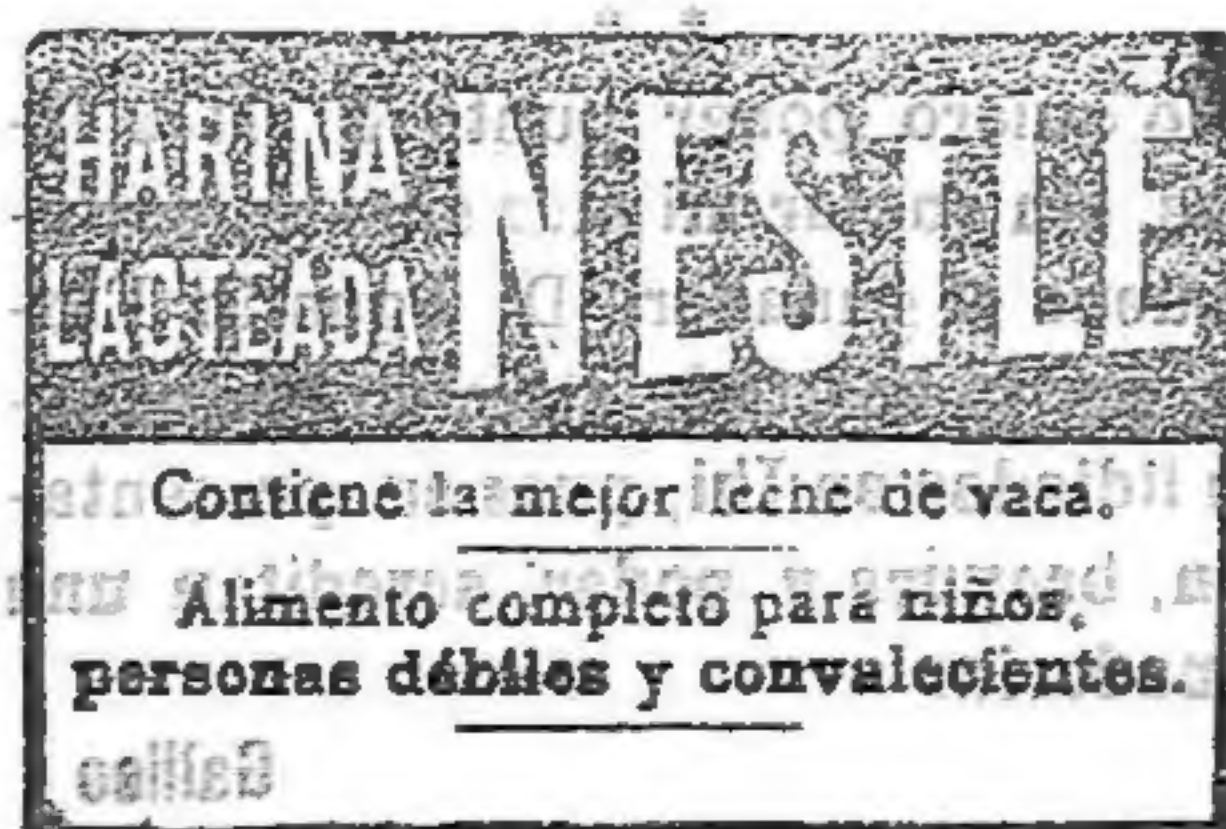 HARINA
LACTEADA
NESTLÉ
Contiene la mejor leche de vaca.
Alimento completo para niños,
personas débiles y convalecientes.